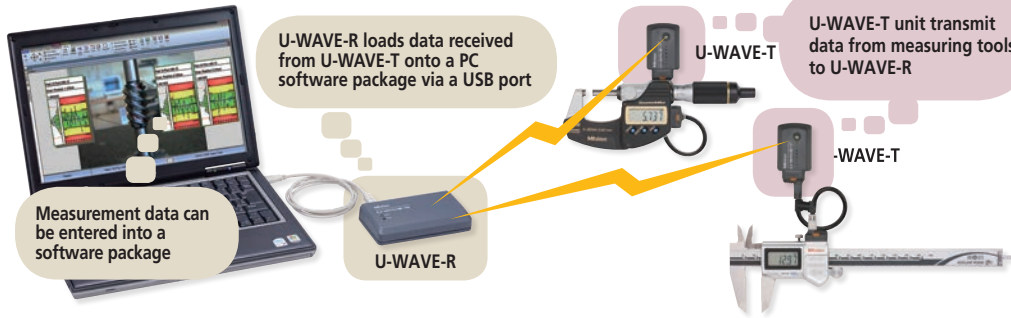 U-WAVE-R loads data received
from U-WAVE-T onto a PC
software package via a USB port
U-WAVE-T
U-WAVE-T unit transmit
data from measuring tools
to U-WAVE-R
-WAVE-T
Measurement data can
be entered into a
software package
U-WAVE-R
Mitutoyo